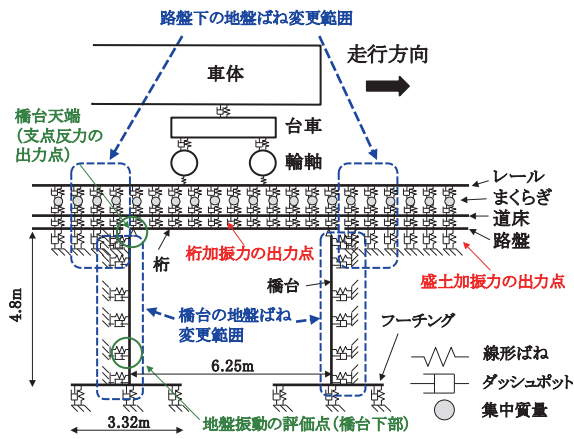 路盤下の地盤ばね変更範囲
車体
走行方向
橋台天端
(支点反力の
出力点)
台車
輪軸
レール
まくらぎ
道床
路盤
桁
桁加振力の出力点
盛土加振力の出力点
橋台
4.8m
橋台の地盤ばね
変更範囲
フーチング
6.25m
線形ばね
ダッシュポット
集中質量
3.32m
地盤振動の評価点(橋台下部)